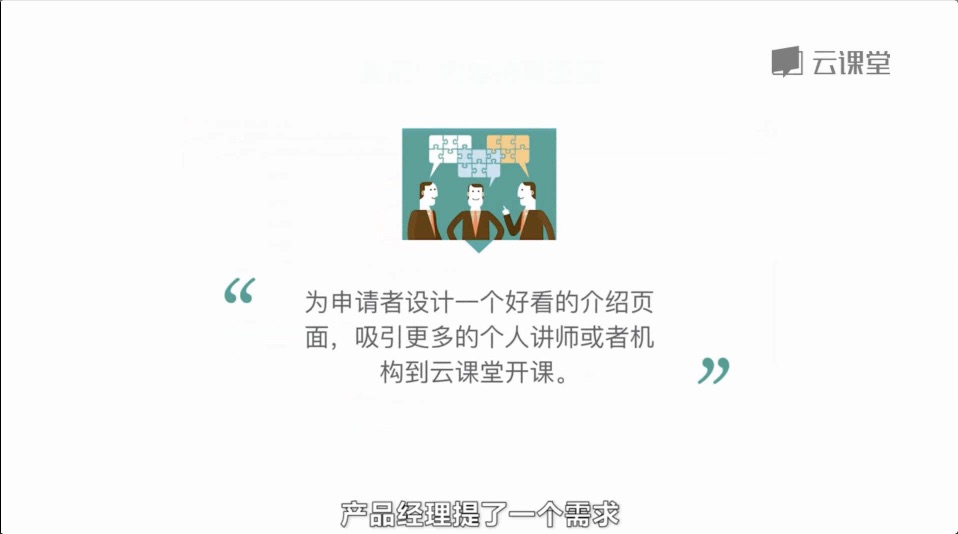 云课堂
“
为申请者设计一个好看的介绍页
面，吸引更多的个人讲师或者机
构到云课堂开课。
”
产品经理提了一个需求